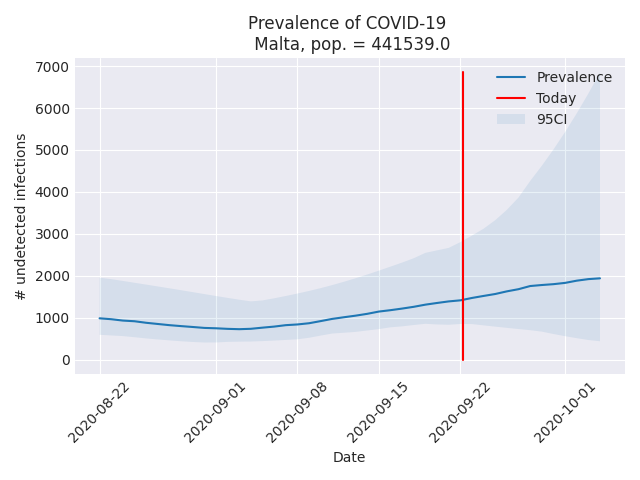 Prevalence of COVID-19
Malta, pop. = 441539.0
Prevalence
Today
95CI
# undetected infections
7000
6000
5000
4000
3000
2000
1000
0
2020-08-22
2020-09-01
2020-09-08
2020-09-15
2020-09-22
2020-10-01
Date